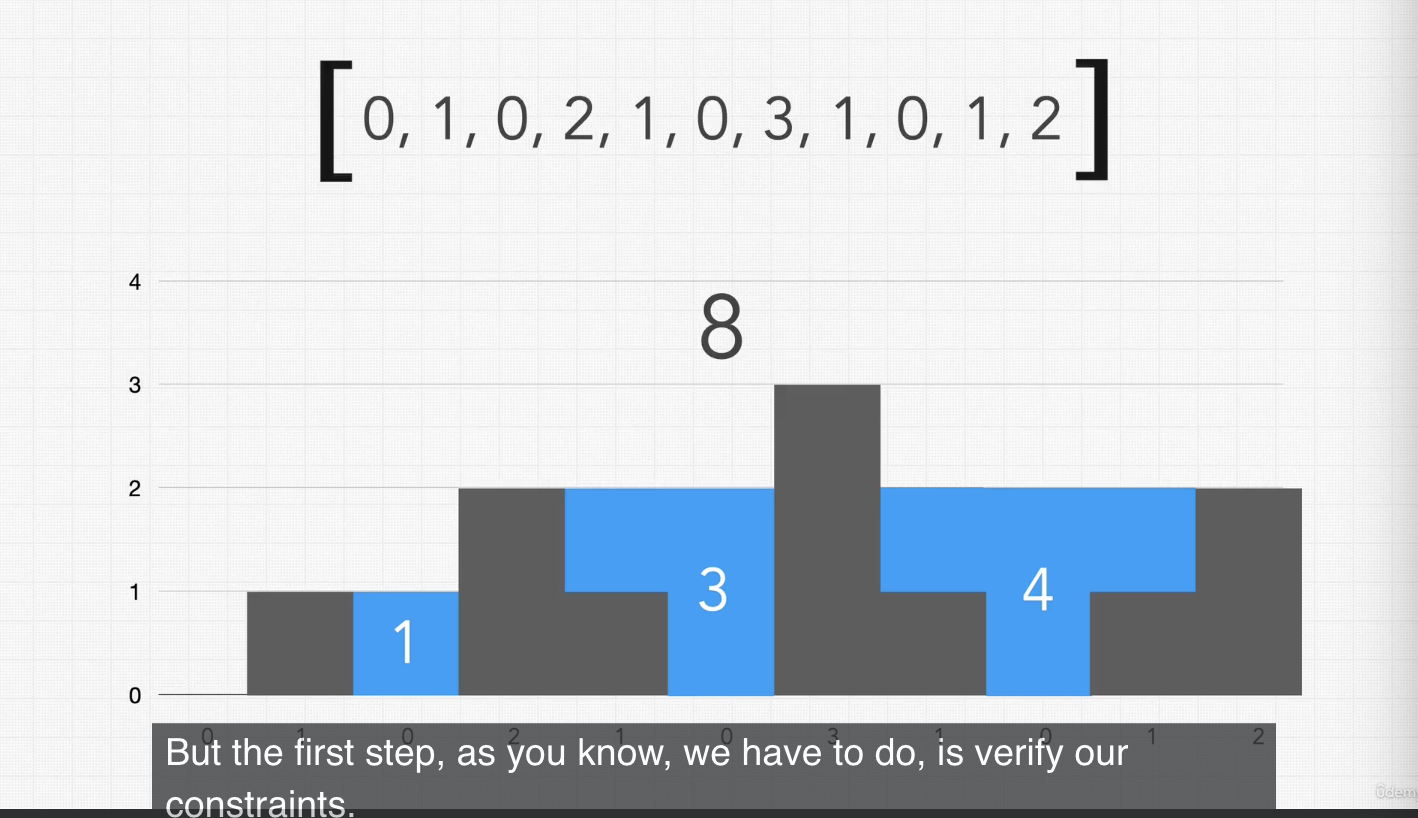 [0, 1, 0, 2, 1, 0, 3, 1, 0, 1, 2]
4
8
3
2
1
0
1
3
4
0 1 0 2 1 0 3 1 0 1 2
But the first step, as you know, we have to do, is verify our
constraints.